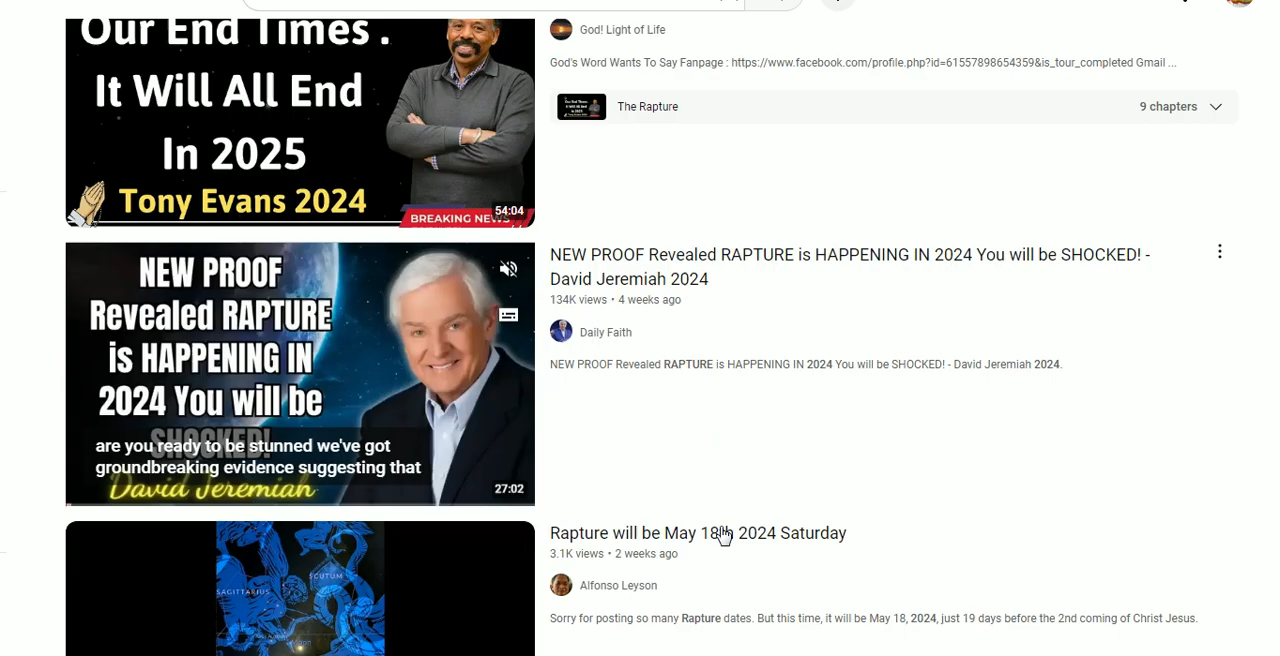 Our End Times .
It Will All End
In 2025
Tony Evans 2024
BREAKING NEWS
54:04
God! Light of Life
God's Word Wants To Say Fanpage : https://www.facebook.com/profile.php?id=61557898654359&is_tour_completed Gmail ...
The Rapture
9 chapters
NEW PROOF
Revealed RAPTURE
is HAPPENING IN
2024 You will be
SHOCKED!
are you ready to be stunned we've got
groundbreaking evidence suggesting that
David Jeremiah
27:02
NEW PROOF Revealed RAPTURE is HAPPENING IN 2024 You will be SHOCKED! -
David Jeremiah 2024
134K views • 4 weeks ago
Daily Faith
NEW PROOF Revealed RAPTURE is HAPPENING IN 2024 You will be SHOCKED! - David Jeremiah 2024.
SCUTUM
SAGITTARIUS
Rapture will be May 18th 2024 Saturday
3.1K views • 2 weeks ago
Alfonso Leyson
Sorry for posting so many Rapture dates. But this time, it will be May 18, 2024, just 19 days before the 2nd coming of Christ Jesus.